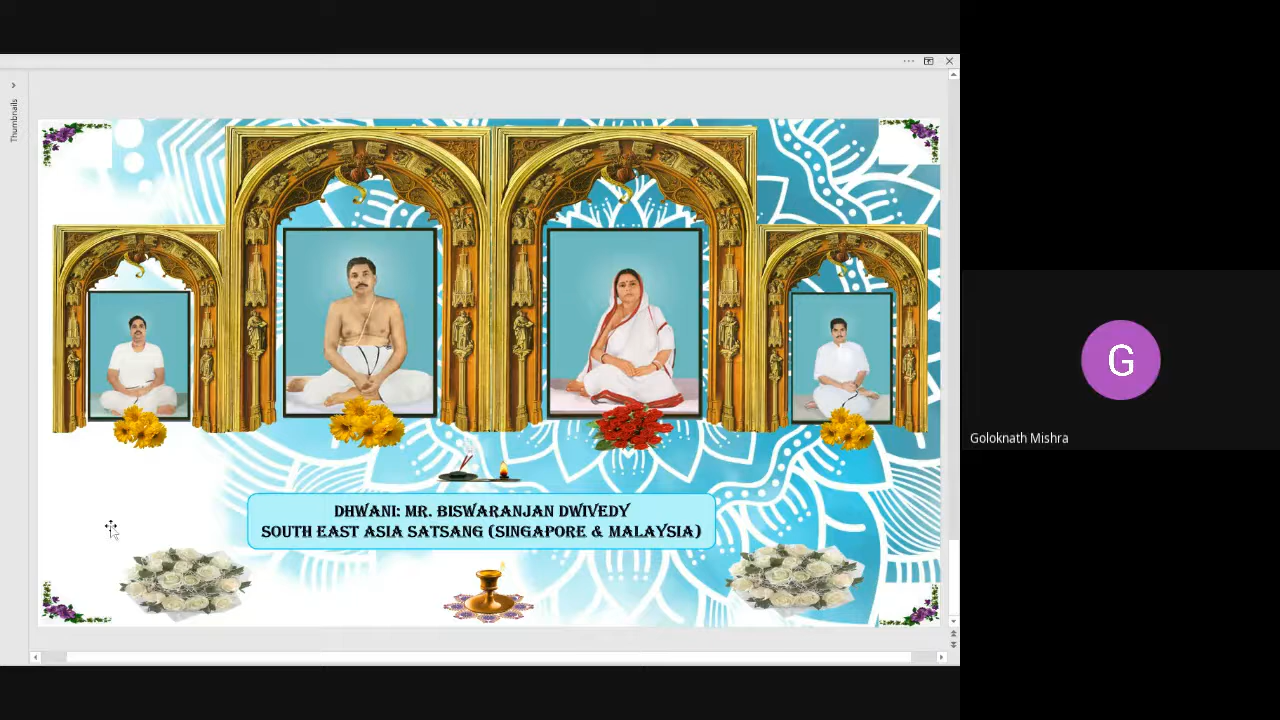 Thumbnails
DHWANI: MR. BISWARANJAN DWIVEDY
SOUTH EAST ASIA SATSANG (SINGAPORE & MALAYSIA)
G
Goloknath Mishra